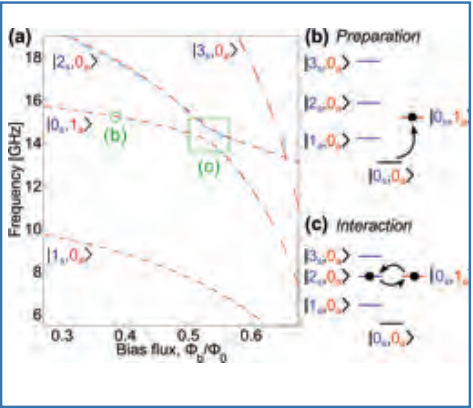 (a)
|2s,0a⟩
|3s,0a⟩
|0s,1a⟩
(b)
(c)
|1s,0a⟩
Frequency [GHz]
18
16
14
12
10
8
6
0.3 0.4 0.5 0.6
Bias flux, Φb/Φ0
(b) Preparation
|3s,0a⟩
|2s,0a⟩
|1s,0a⟩
|0s,1a⟩
|0s,0a⟩
(c) Interaction
|3s,0a⟩
|2s,0a⟩
|0s,1a
|1s,0a⟩
|0s,0a⟩